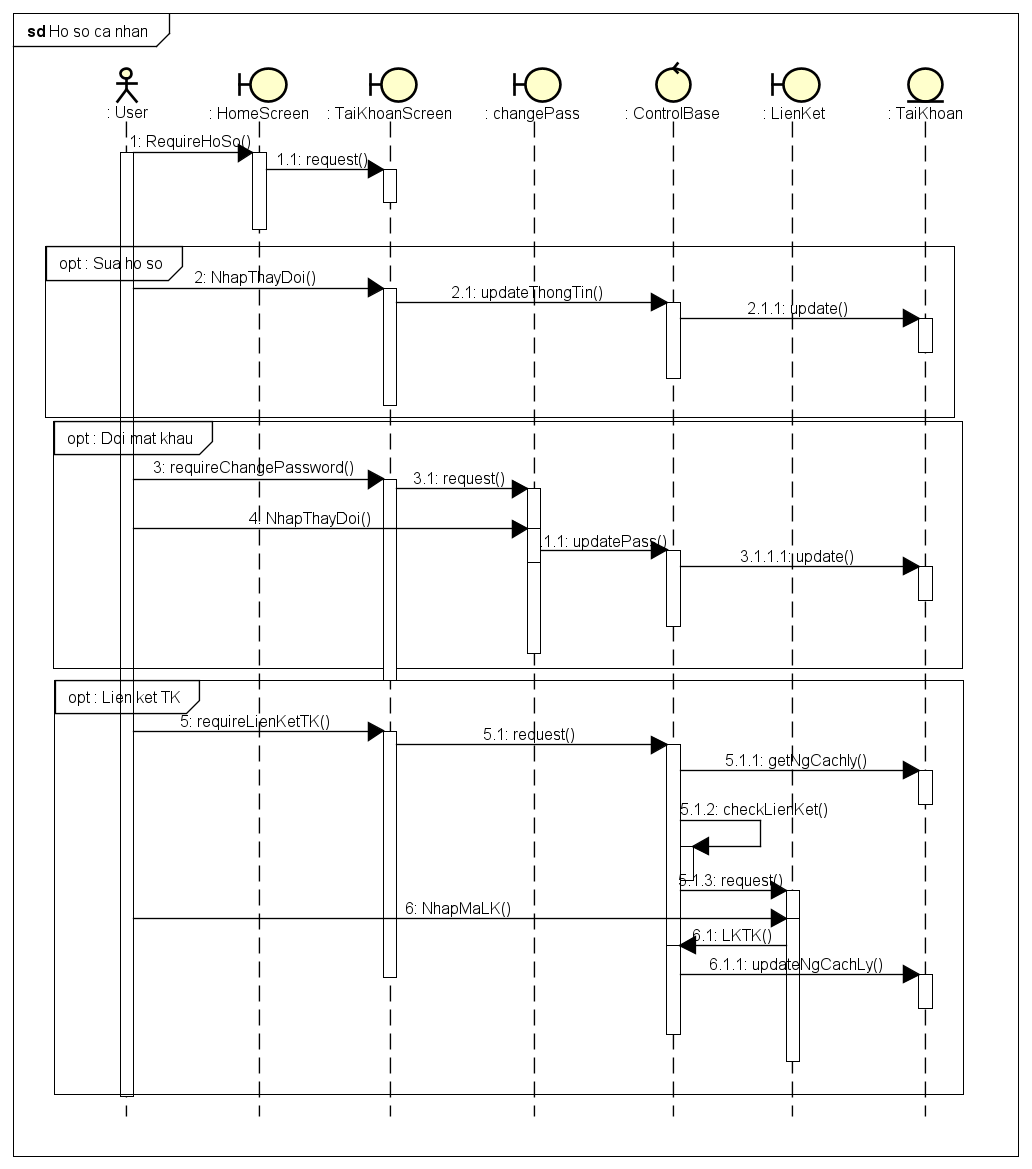 sd Ho so ca nhan
: User
: HomeScreen
: TaiKhoanScreen
: changePass
: ControlBase
: LienKet
: TaiKhoan
1: RequireHoSo()
1.1: request()
opt : Sua ho so
2: NhapThayDoi()
2.1: updateThongTin()
2.1.1: update()
opt : Doi mat khau
3: requireChangePassword()
3.1: request()
4: NhapThayDoi()
.1.1: updatePass()
3.1.1.1: update()
opt : Lien ket TK
5: requireLienKetTK()
5.1: request()
5.1.1: getNgCachly()
5.1.2: checkLienKet()
5.1.3: request()
6: NhapMaLK()
6.1: LKTK()
6.1.1: updateNgCachLy()